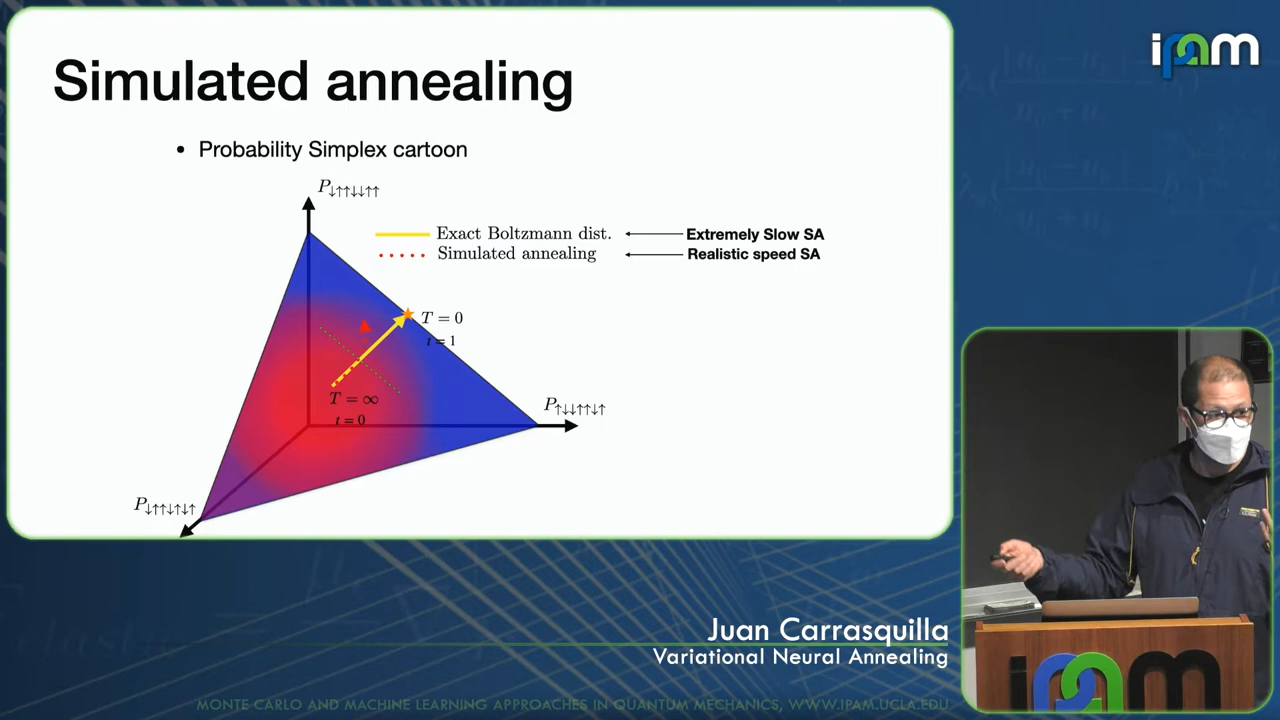 Simulated annealing
ipam
• Probability Simplex cartoon
P↓↑↑↓↓↑↑
Exact Boltzmann dist. Extremely Slow SA
Simulated annealing Realistic speed SA
T = 0
t = 1
T = ∞
t = 0
P↑↓↓↑↑↓↑
P↓↑↑↓↑↓↑
Juan Carrasquilla
Variational Neural Annealing
ipam
MONTE CARLO AND MACHINE LEARNING APPROACHES IN QUANTUM MECHANICS, WWW.IPAM.UCLA.EDU